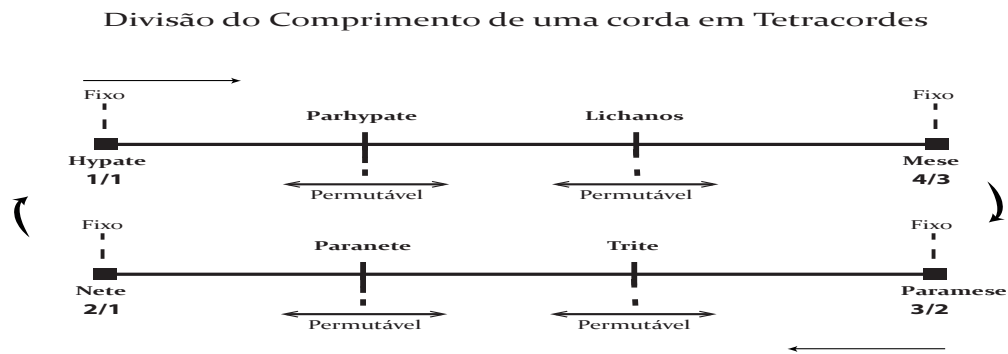 Divisão do Comprimento de uma corda em Tetracordes
Fixo Fixo
Parhypate Lichanos
Hypate Mese
1/1 4/3
Permutável Permutável
Fixo Fixo
Paranete Trite
Nete Paramese
2/1 3/2
Permutável Permutável